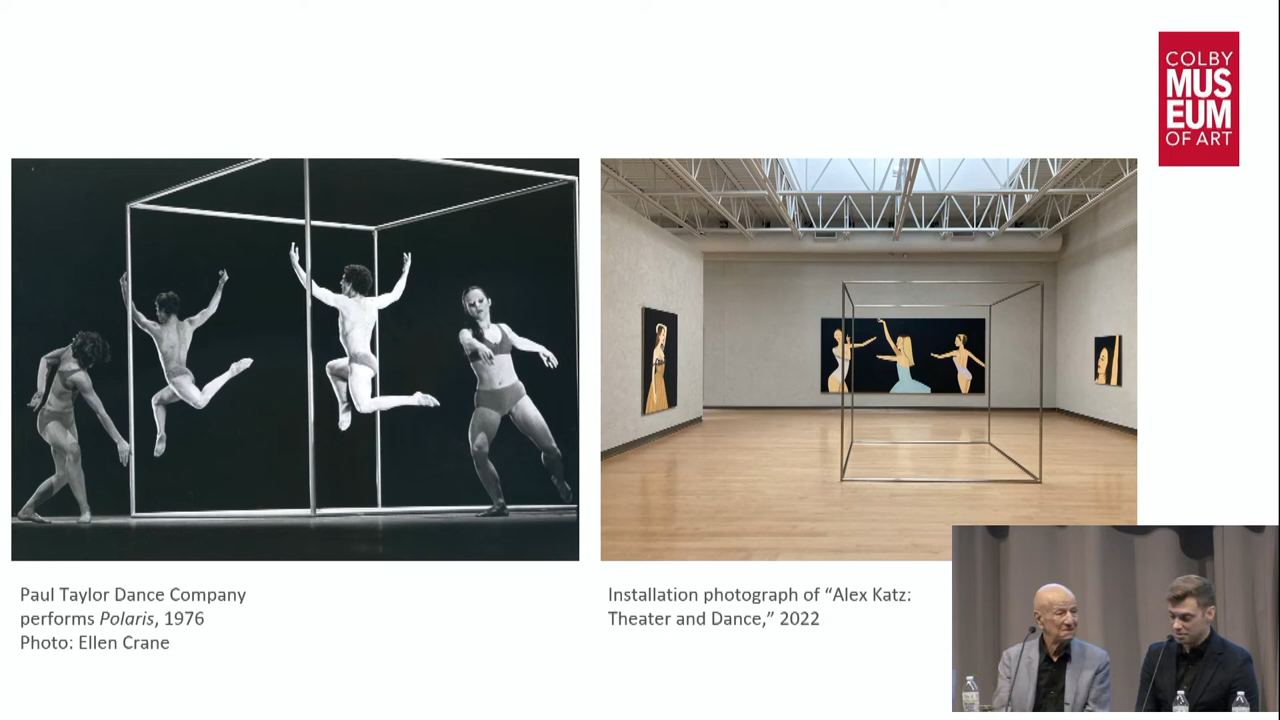 COLBY
MUS
EUM
OF ART
Paul Taylor Dance Company
performs Polaris, 1976
Photo: Ellen Crane
Installation photograph of “Alex Katz:
Theater and Dance,” 2022